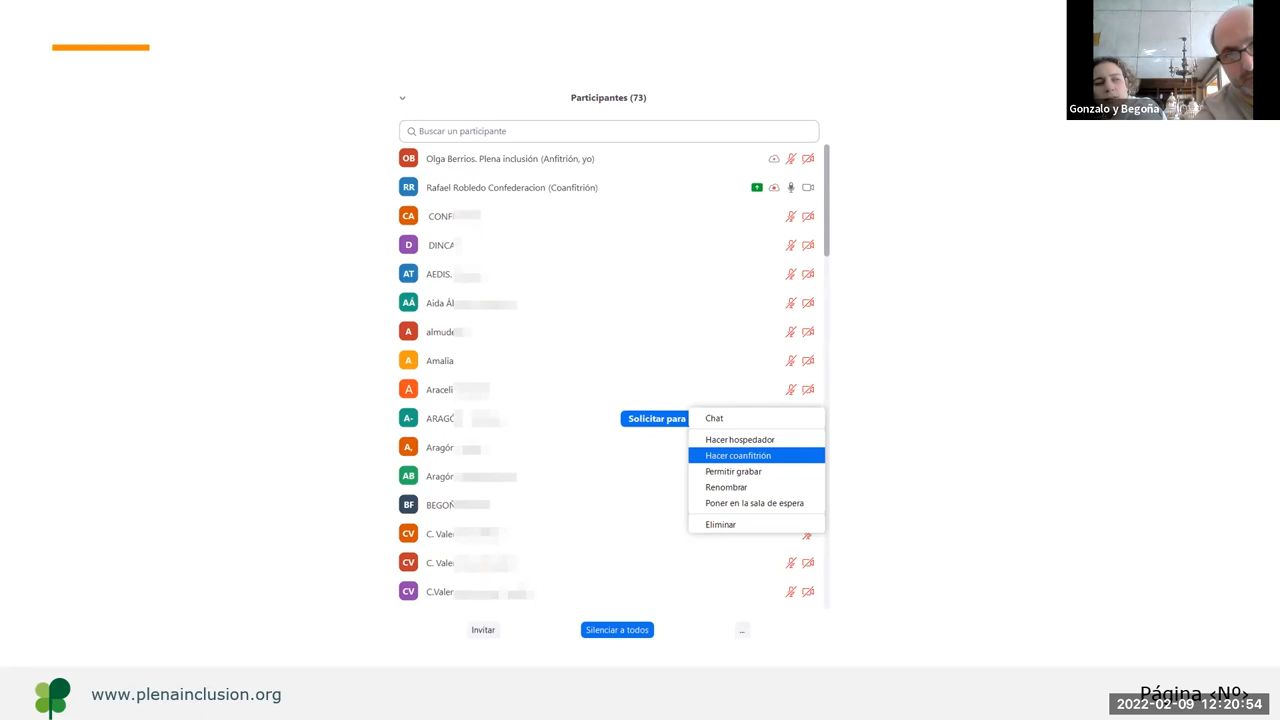 Gonzalo y Begoña
Participantes (73)
Buscar un participante
OB Olga Berrios. Plena inclusión (Anfitrión, yo)
RR Rafael Robledo Confederacion (Coanfitrión)
CA CONF
D DINCA
AT AEDIS.
AÁ Aida Ál
A almude
A Amalia
A Araceli
A- ARAGÓ
Solicitar para
Chat
Hacer hospedador
A, Aragón
Hacer coanfitrión
Permitir grabar
AB Aragón
Renombrar
BF BEGOÑ
Poner en la sala de espera
Eliminar
CV C. Vale
CV C. Vale
CV C.Valen
Invitar
Silenciar a todos
...
www.plenainclusion.org
Página ‹Nº›
2022-02-09 12:20:54